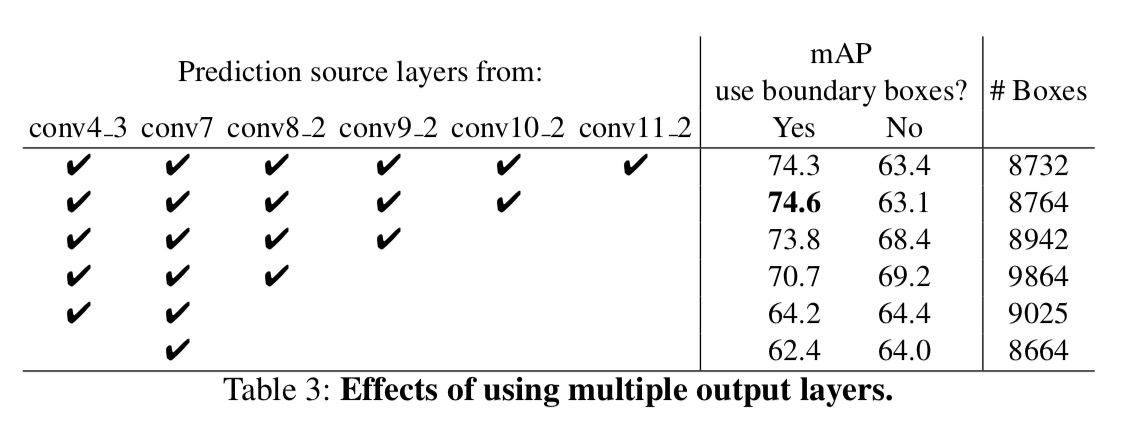 mAP
Prediction source layers from:
use boundary boxes? # Boxes
conv4_3 conv7 conv8_2 conv9_2 conv10_2 conv11_2 Yes No
✔ ✔ ✔ ✔ ✔ ✔ 74.3 63.4 8732
✔ ✔ ✔ ✔ ✔ 74.6 63.1 8764
✔ ✔ ✔ ✔ 73.8 68.4 8942
✔ ✔ ✔ 70.7 69.2 9864
✔ ✔ 64.2 64.4 9025
✔ 62.4 64.0 8664
Table 3: Effects of using multiple output layers.